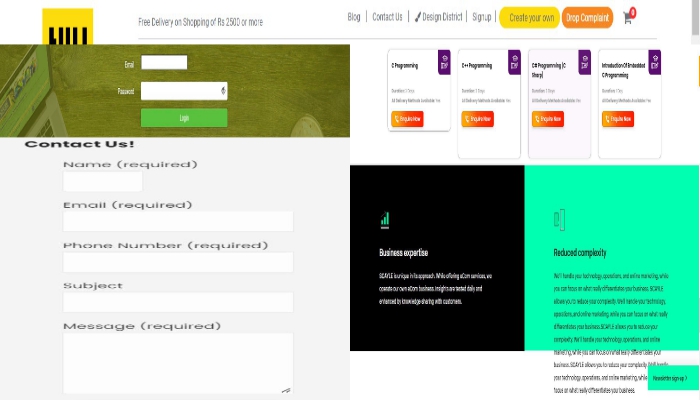 Free Delivery on Shopping of Rs 2500 or more
Blog
Contact Us
Design District
Signup
Create your own
Drop Complaint
0
Email
Password
Login
Contact Us!
Name (required)
Email (required)
Phone Number (required)
Subject
Message (required)
C Programming
Duration: 5 Days
All Delivery Methods Available: Yes
Enquire Now
C++ Programming
Duration: 5 Days
All Delivery Methods Available: Yes
Enquire Now
C# Programming (C
Sharp)
All Delivery Methods Available: Yes
Enquire Now
Introduction Of Embedded
C Programming
All Delivery Methods Available: Yes
Enquire Now
Business expertise
SCAYLE is unique in its approach. While offering eCom services, we
operate our own eCom business. Insights are tested daily and
enhanced by knowledge-sharing with customers.
Reduced complexity
We'll handle your technology, operations, and online marketing, while
you can focus on what really differentiates your business. SCAYLE
allows you to reduce your complexity. We'll handle your technology,
operations, and online marketing, while you can focus on what really
differentiates your business. SCAYLE allows you to reduce your
complexity. We'll handle your technology, operations, and online
marketing, while you can focus on what really differentiates your
business. SCAYLE allows you to reduce your complexity. We'll handle
your technology, operations, and online marketing, while
focus on what really differentiates your business.
Newsletter sign-up